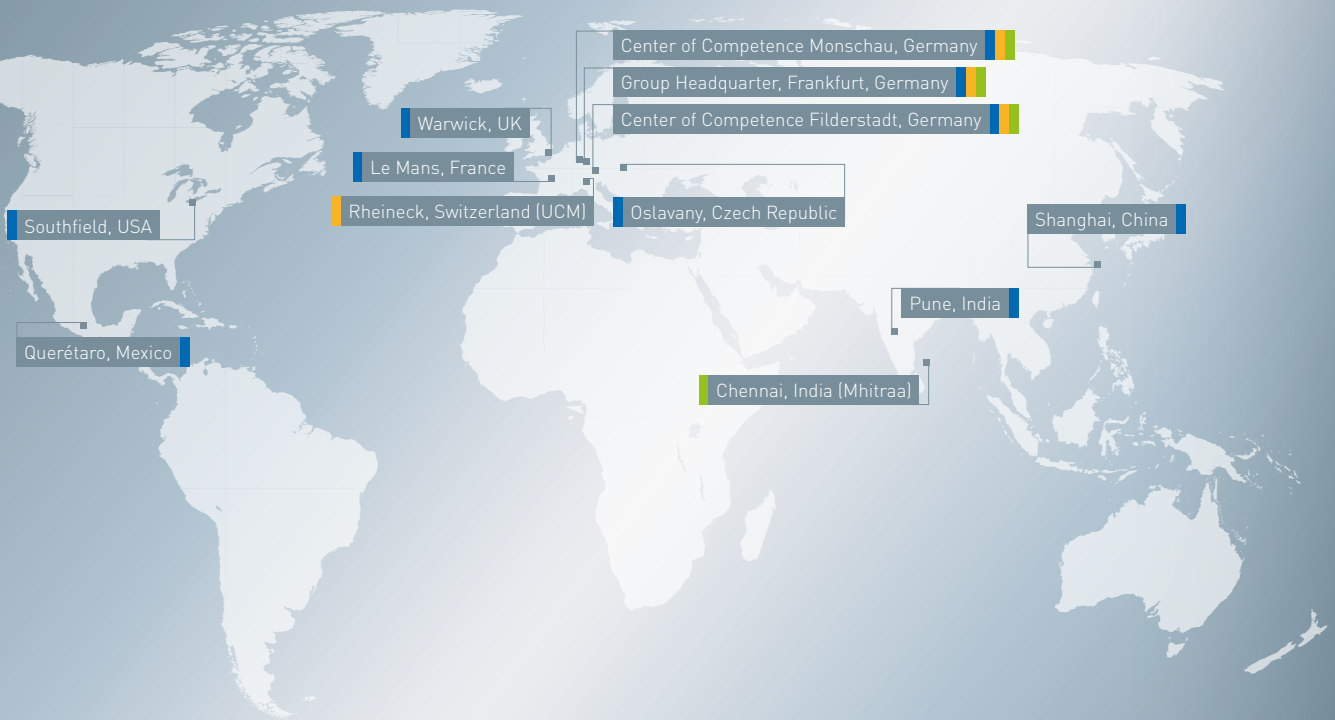 Center of Competence Monschau, Germany
Group Headquarter, Frankfurt, Germany
Center of Competence Filderstadt, Germany
Warwick, UK
Le Mans, France
Rheineck, Switzerland (UCM)
Oslavany, Czech Republic
Southfield, USA
Shanghai, China
Pune, India
Querétaro, Mexico
Chennai, India (Mhitraa)